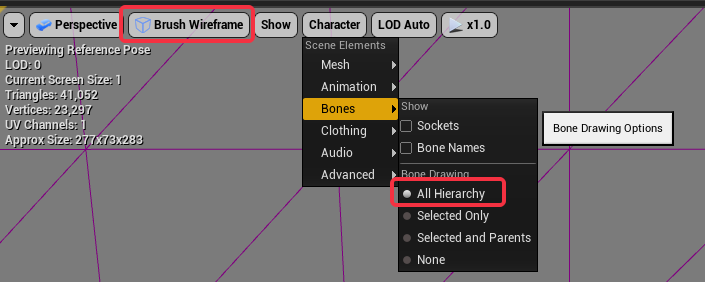 Perspective
Brush Wireframe
Show
Character
LOD Auto
x1.0
Previewing Reference Pose
LOD: 0
Current Screen Size: 1
Triangles: 41,052
Vertices: 23,297
UV Channels: 1
Approx Size: 277x73x283
Scene Elements
Mesh
Animation
Bones
Clothing
Audio
Advanced
Show
Sockets
Bone Names
Bone Drawing
All Hierarchy
Selected Only
Selected and Parents
None
Bone Drawing Options